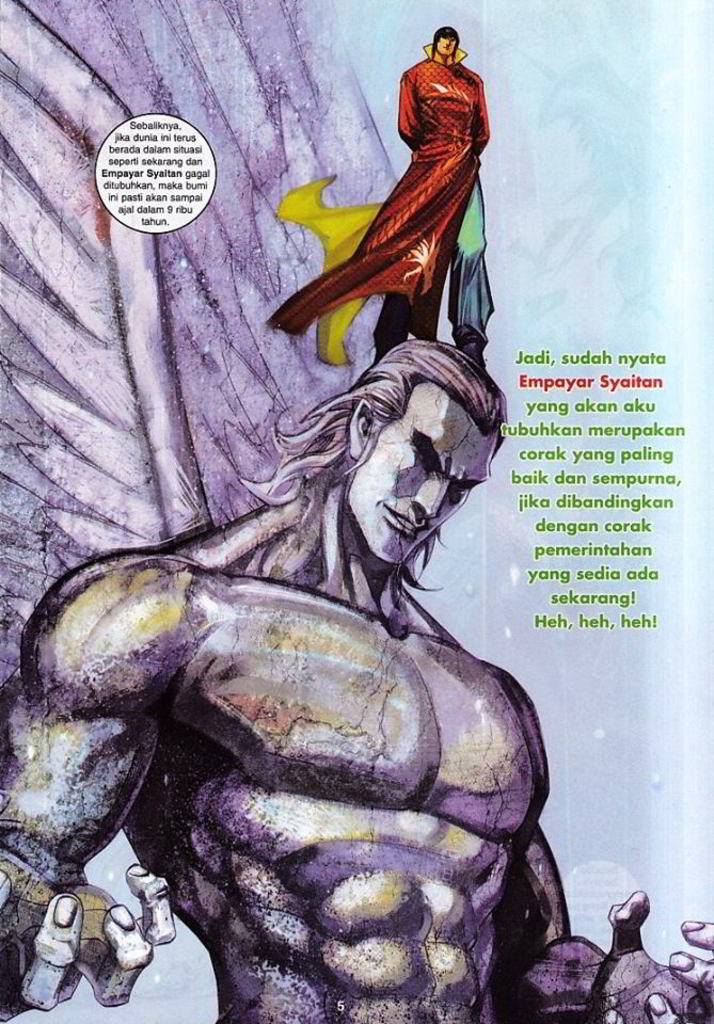 Sebaliknya,
jika dunia ini terus
berada dalam situasi
seperti sekarang dan
Empayar Syaitan gagal
ditubuhkan, maka bumi
ini pasti akan sampai
ajal dalam 9 ribu
tahun.
Jadi, sudah nyata
Empayar Syaitan
yang akan aku
tubuhkan merupakan
corak yang paling
baik dan sempurna,
jika dibandingkan
dengan corak
pemerintahan
yang sedia ada
sekarang!
Heh, heh, heh!
5